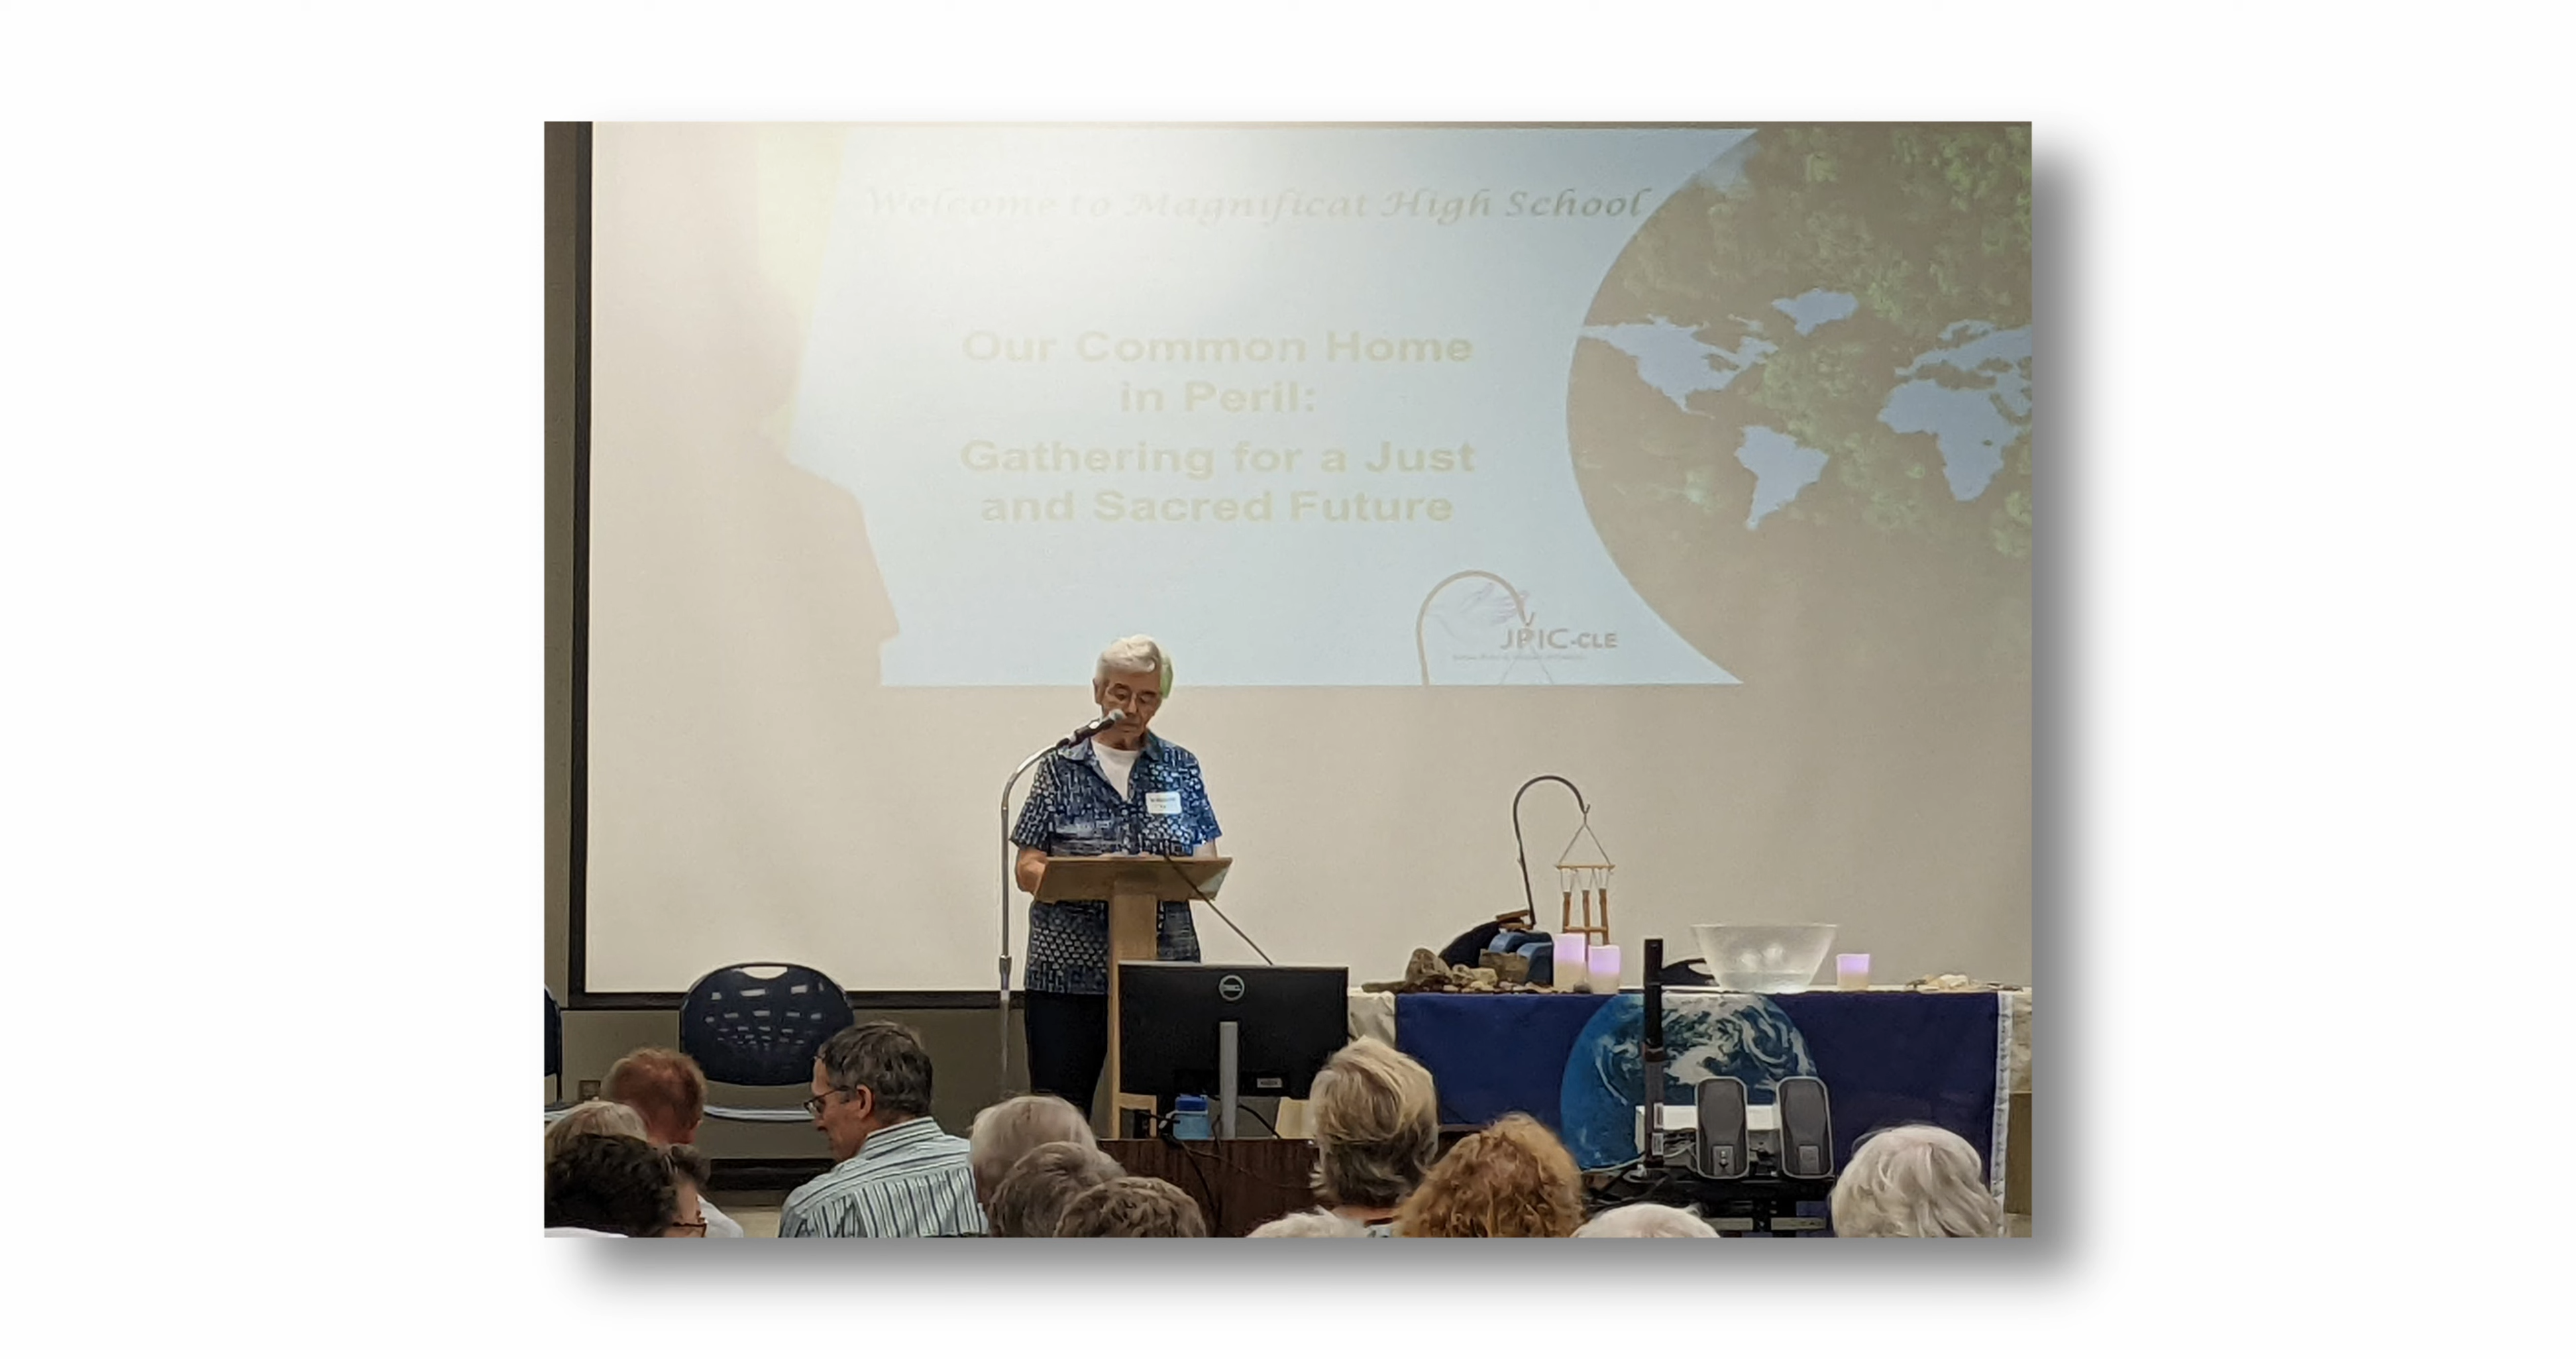 Welcome to Magnificat High School
Our Common Home
in Peril:
Gathering for a Just
and Sacred Future
JPIC-CLE
DELL